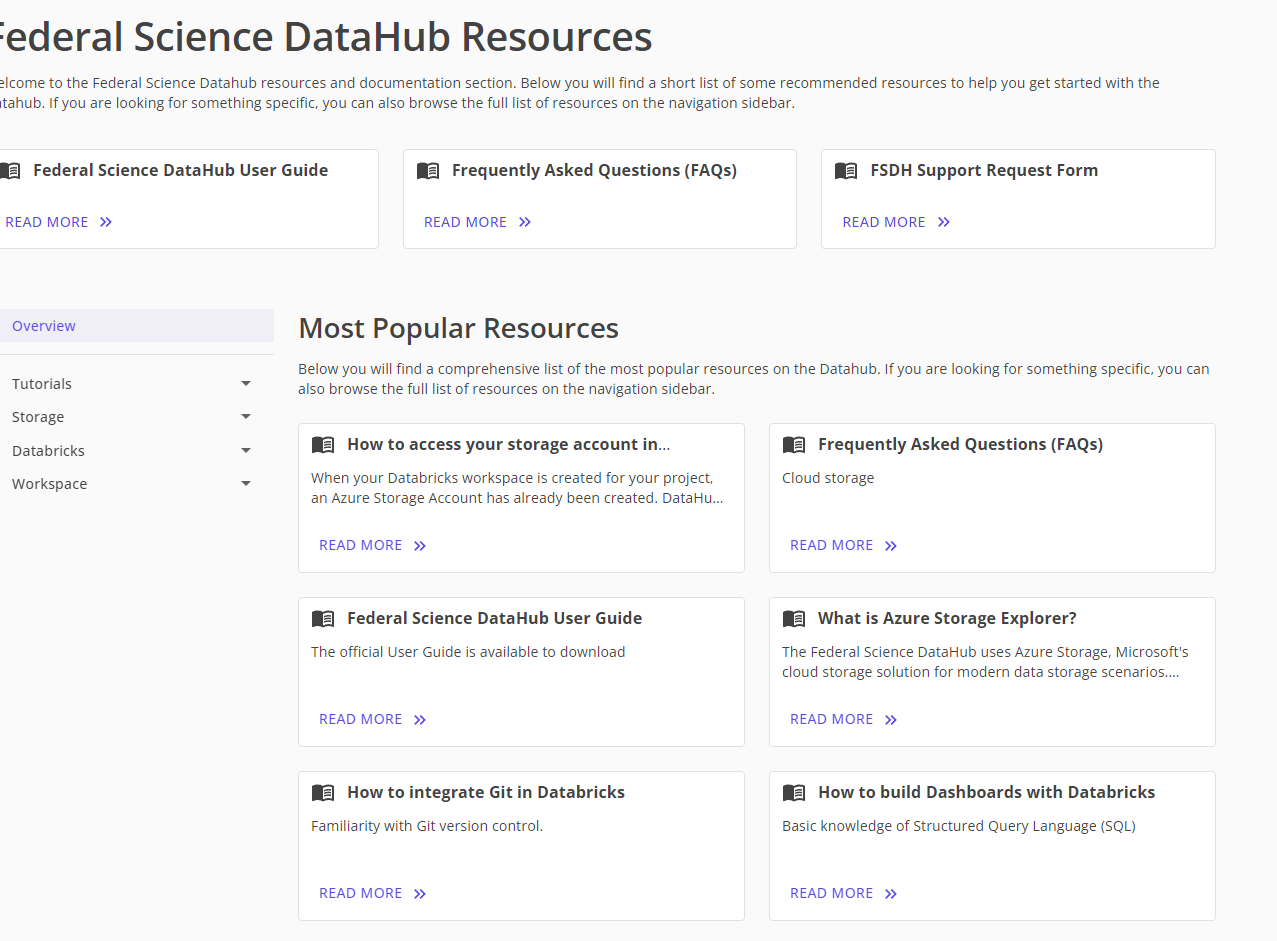 Federal Science DataHub Resources
elcome to the Federal Science Datahub resources and documentation section. Below you will find a short list of some recommended resources to help you get started with the
atahub. If you are looking for something specific, you can also browse the full list of resources on the navigation sidebar.
Federal Science DataHub User Guide
READ MORE
Frequently Asked Questions (FAQs)
READ MORE
FSDH Support Request Form
READ MORE
Overview
Tutorials
Storage
Databricks
Workspace
Most Popular Resources
Below you will find a comprehensive list of the most popular resources on the Datahub. If you are looking for something specific, you can
also browse the full list of resources on the navigation sidebar.
How to access your storage account in...
When your Databricks workspace is created for your project,
an Azure Storage Account has already been created. DataHu...
READ MORE
Frequently Asked Questions (FAQs)
Cloud storage
READ MORE
Federal Science DataHub User Guide
The official User Guide is available to download
READ MORE
What is Azure Storage Explorer?
The Federal Science DataHub uses Azure Storage, Microsoft's
cloud storage solution for modern data storage scenarios....
READ MORE
How to integrate Git in Databricks
Familiarity with Git version control.
READ MORE
How to build Dashboards with Databricks
Basic knowledge of Structured Query Language (SQL)
READ MORE